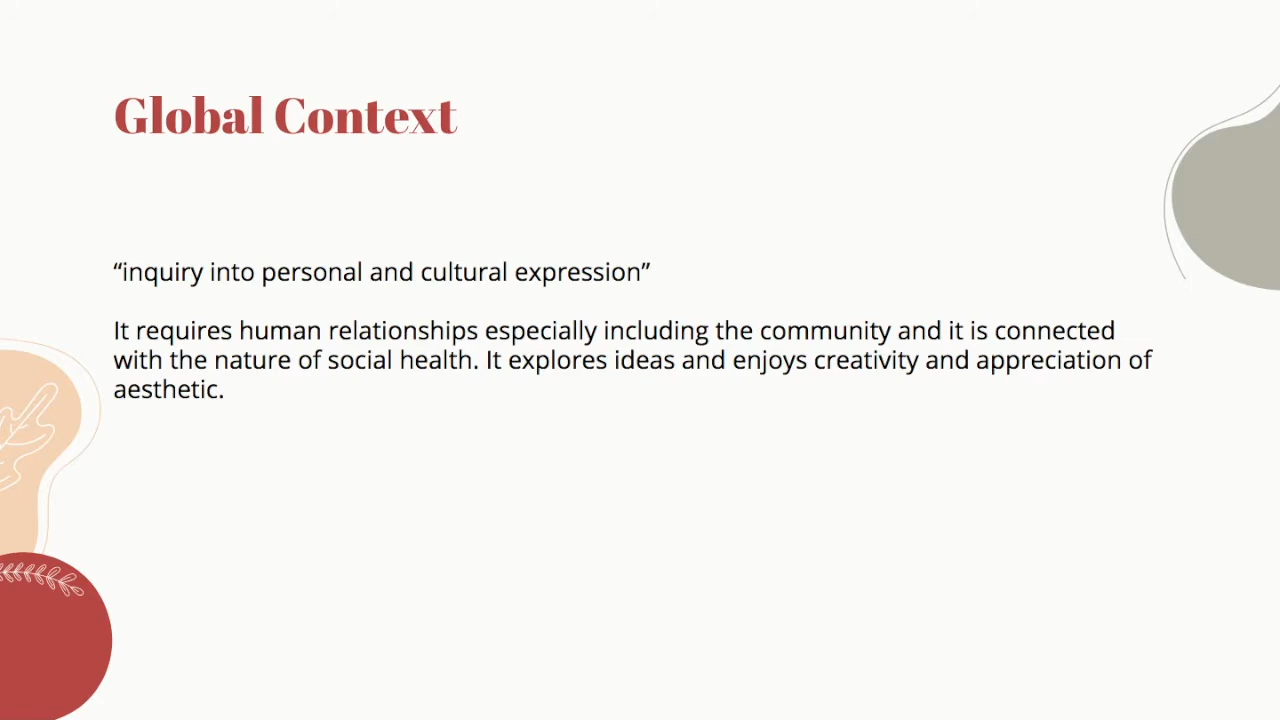 Global Context
“inquiry into personal and cultural expression”
It requires human relationships especially including the community and it is connected
with the nature of social health. It explores ideas and enjoys creativity and appreciation of
aesthetic.